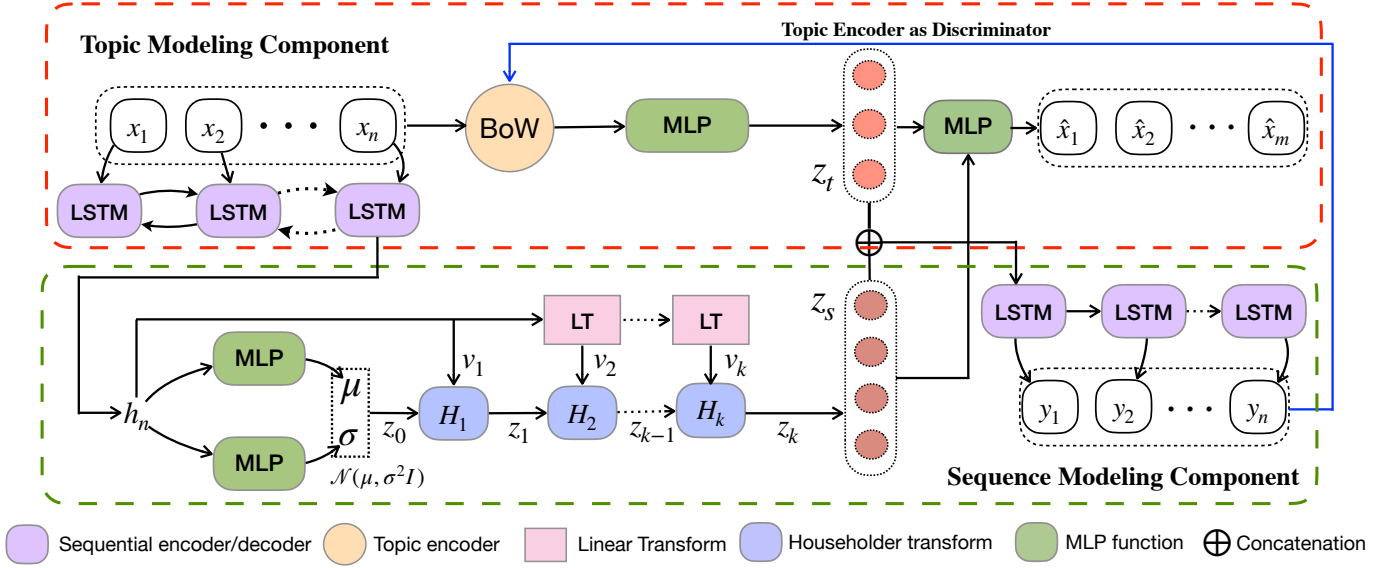 Topic Encoder as Discriminator
Topic Modeling Component
x₁ x₂ · · · xₙ
BoW
MLP
MLP
x̂₁ x̂₂ · · · x̂ₘ
zₜ
LSTM LSTM LSTM
zₛ
LT LT
LSTM LSTM LSTM
MLP
v₁ v₂ vₖ
μ
hₙ
H₁ H₂ Hₖ
y₁ y₂ · · · yₙ
σ
z₀ z₁ zₖ₋₁ zₖ
MLP
𝒩(μ, σ²I)
Sequence Modeling Component
Sequential encoder/decoder Topic encoder Linear Transform Householder transform MLP function Concatenation